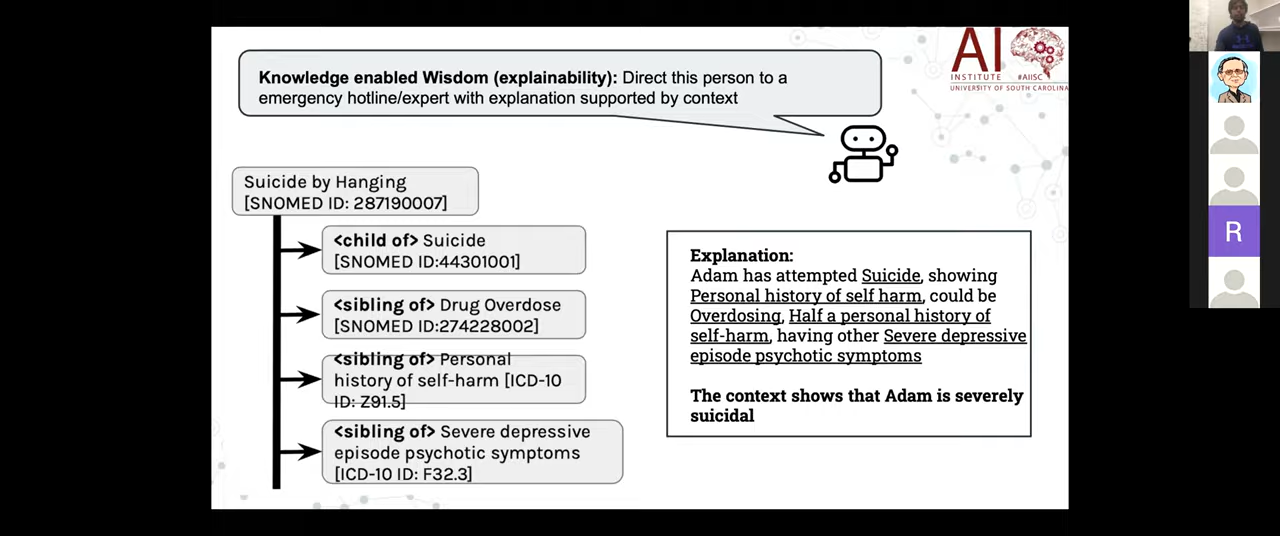 Knowledge enabled Wisdom (explainability): Direct this person to a
emergency hotline/expert with explanation supported by context
AI
INSTITUTE #AIISC
UNIVERSITY OF SOUTH CAROLINA
Suicide by Hanging
[SNOMED ID: 287190007]
<child of> Suicide
[SNOMED ID:44301001]
<sibling of> Drug Overdose
[SNOMED ID:274228002]
<sibling of> Personal
history of self-harm [ICD-10
ID: Z91.5]
<sibling of> Severe depressive
episode psychotic symptoms
[ICD-10 ID: F32.3]
Explanation:
Adam has attempted Suicide, showing
Personal history of self harm, could be
Overdosing, Half a personal history of
self-harm, having other Severe depressive
episode psychotic symptoms
The context shows that Adam is severely
suicidal
R